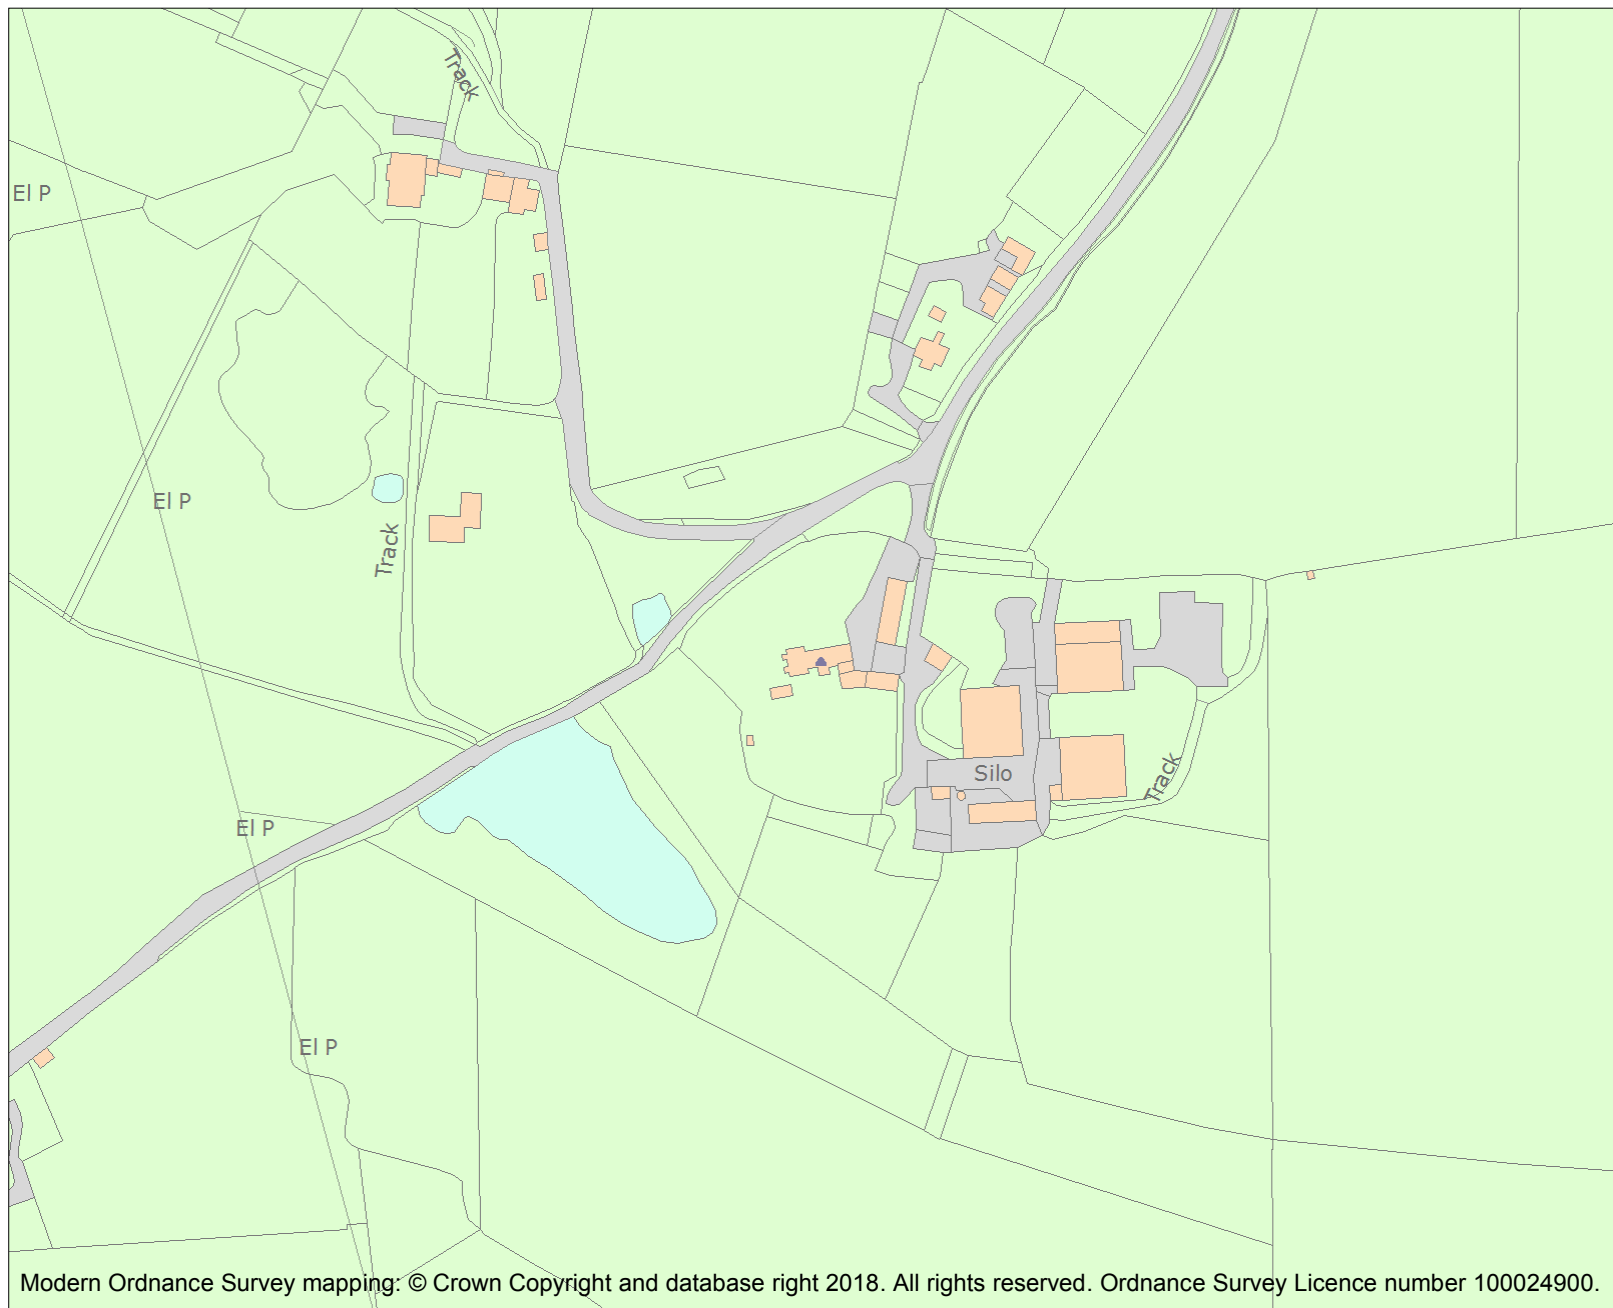 Track
El P
El P
Track
Silo
Track
El P
El P
Modern Ordnance Survey mapping: © Crown Copyright and database right 2018. All rights reserved. Ordnance Survey Licence number 100024900.